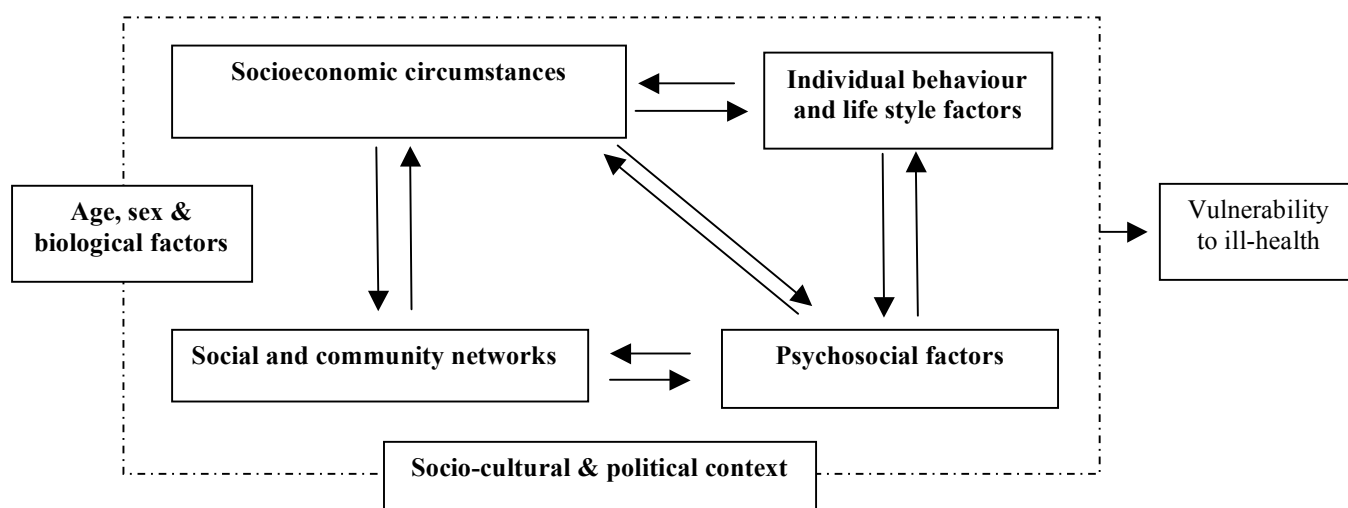 Socioeconomic circumstances
Individual behaviour
and life style factors
Age, sex &
biological factors
Vulnerability
to ill-health
Social and community networks
Psychosocial factors
Socio-cultural & political context